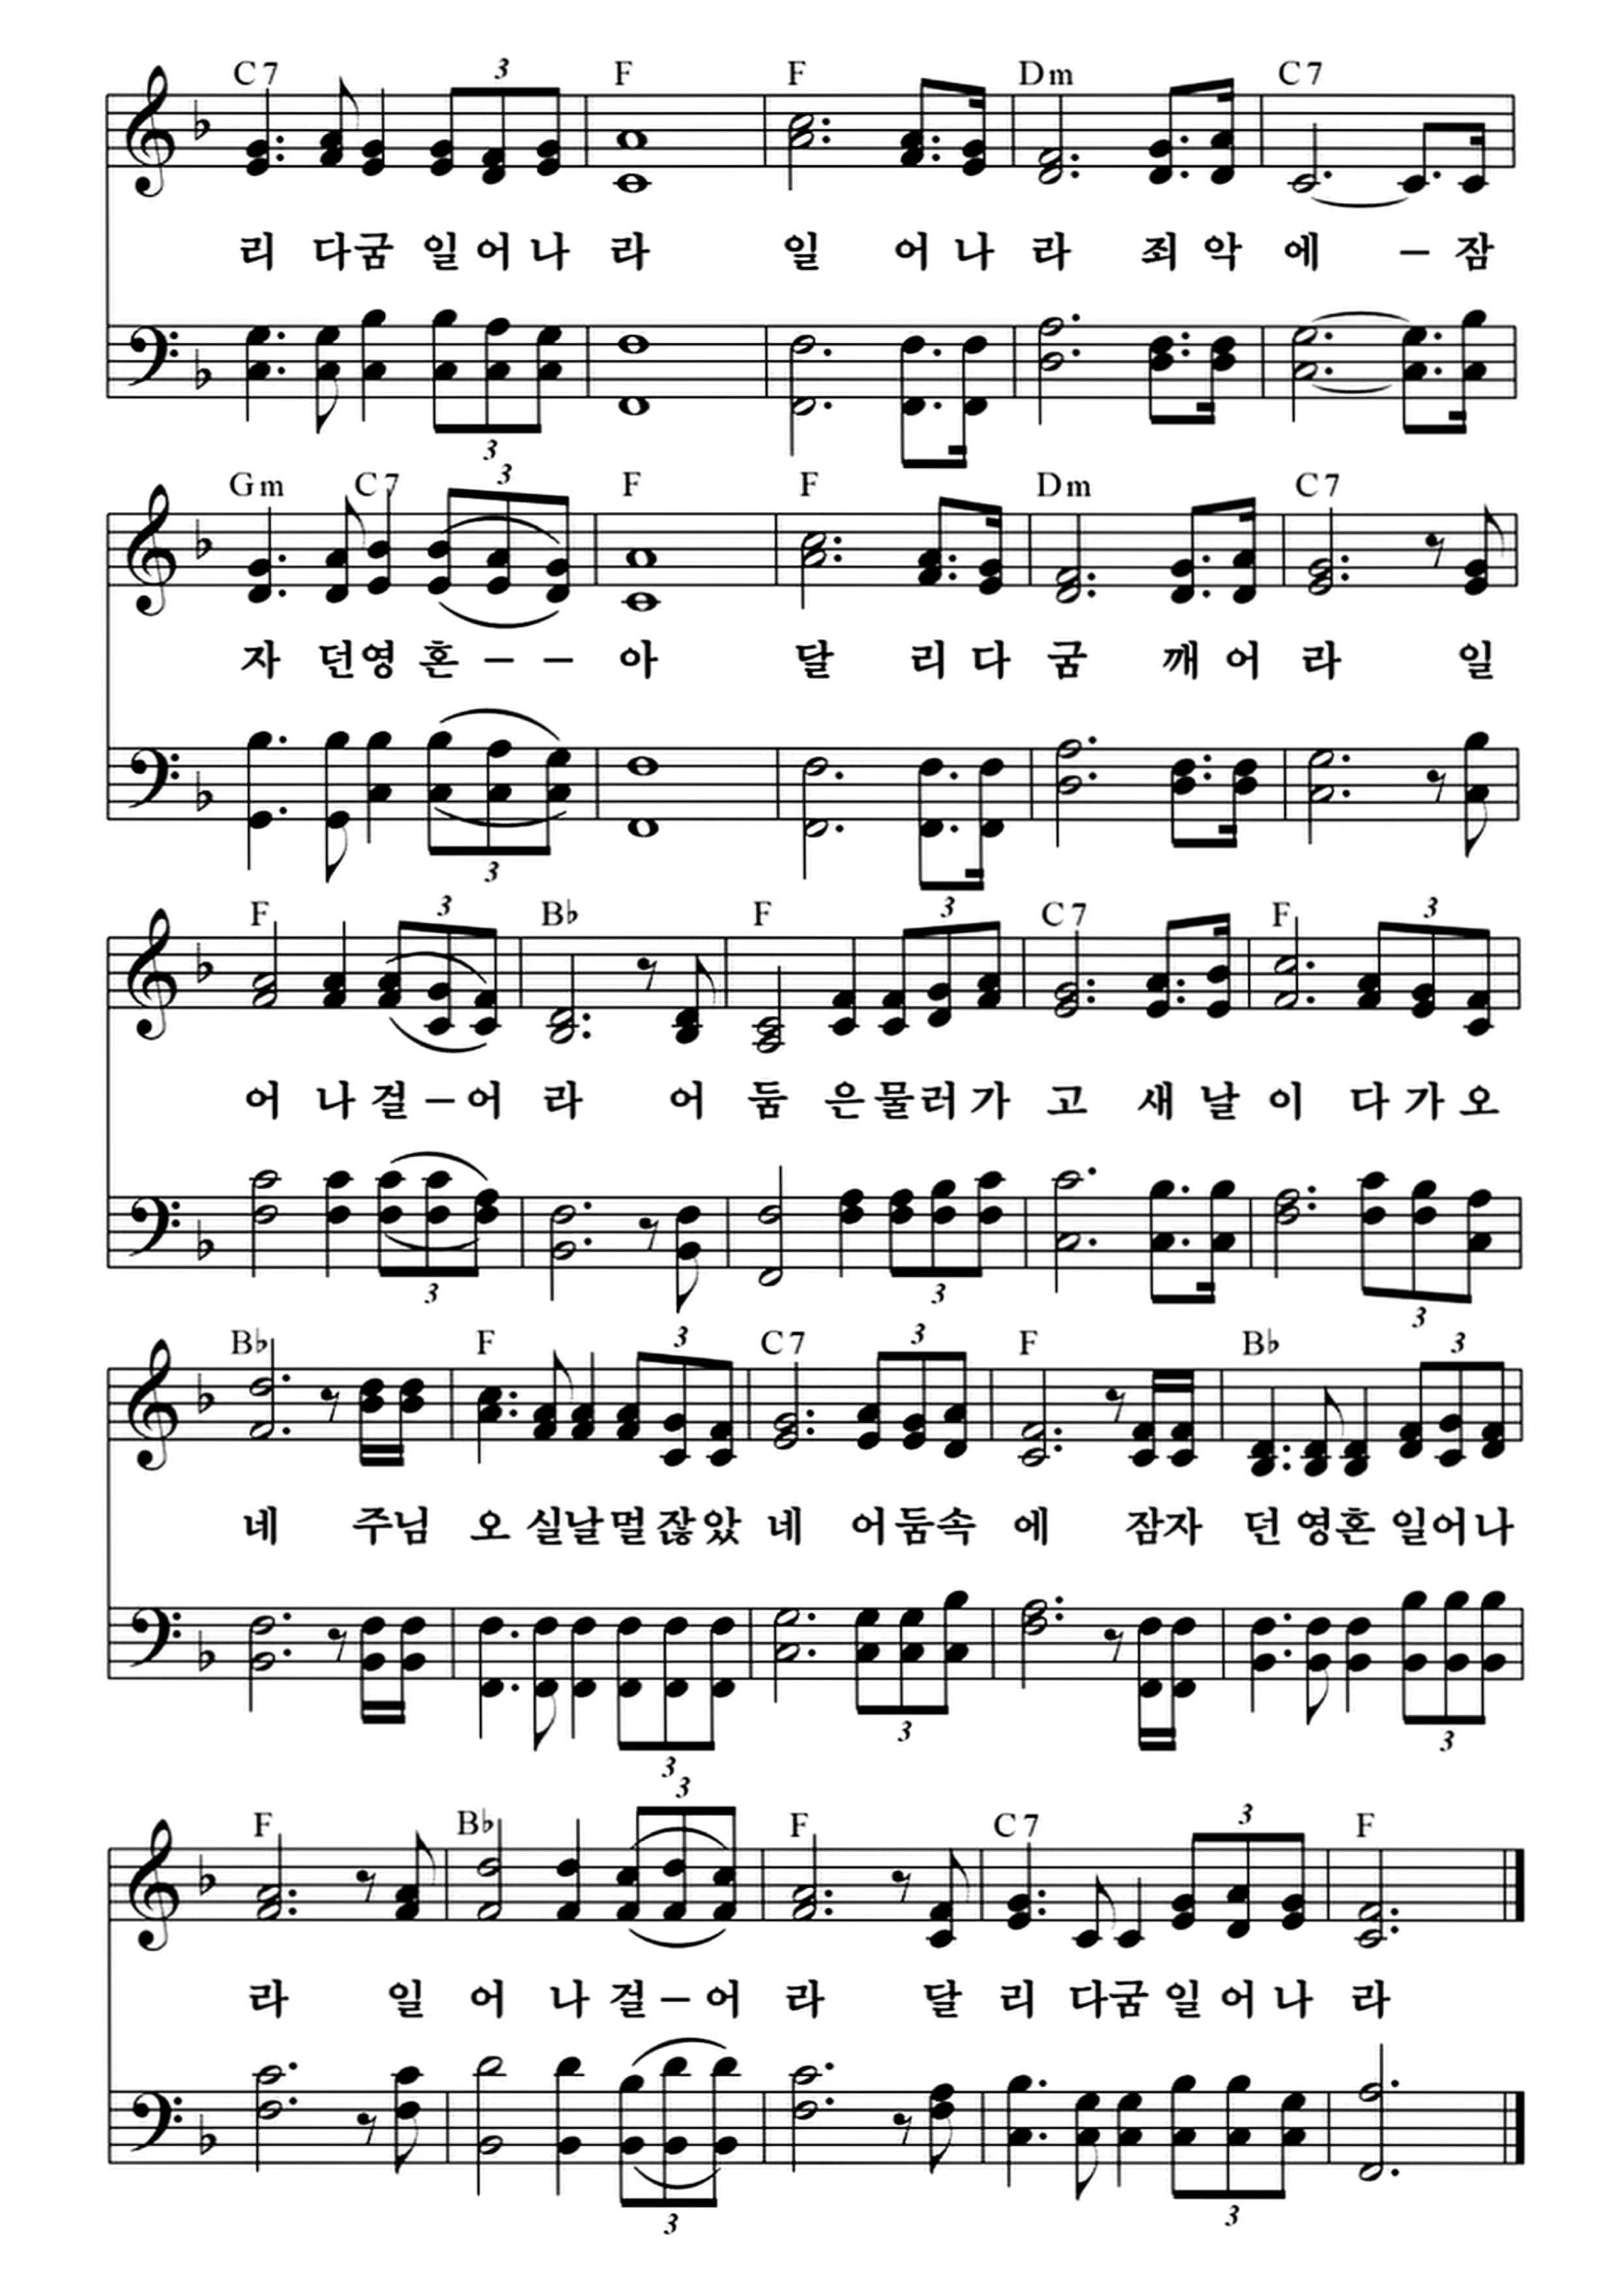 C7 3 F F Dm C7
리 다굼 일어나 라 일 어나 라 죄악 에 – 잠
3
Gm C7 3 F F Dm C7
자 던영 혼 – – 아 달 리다 굼 깨어 라 일
3
F 3 B♭ F 3 C7 F 3
어 나 걸 – 어 라 어 둠 은물러가 고 새날 이 다가오
3 3 3
B♭ F 3 C7 3 F B♭ 3
네 주님 오 실날멀잖았 네 어둠속 에 잠자 던 영혼 일어나
3 3 3
F B♭ 3 F C7 3 F
라 일 어 나 걸 – 어 라 달 리 다굼 일어나 라
3 3